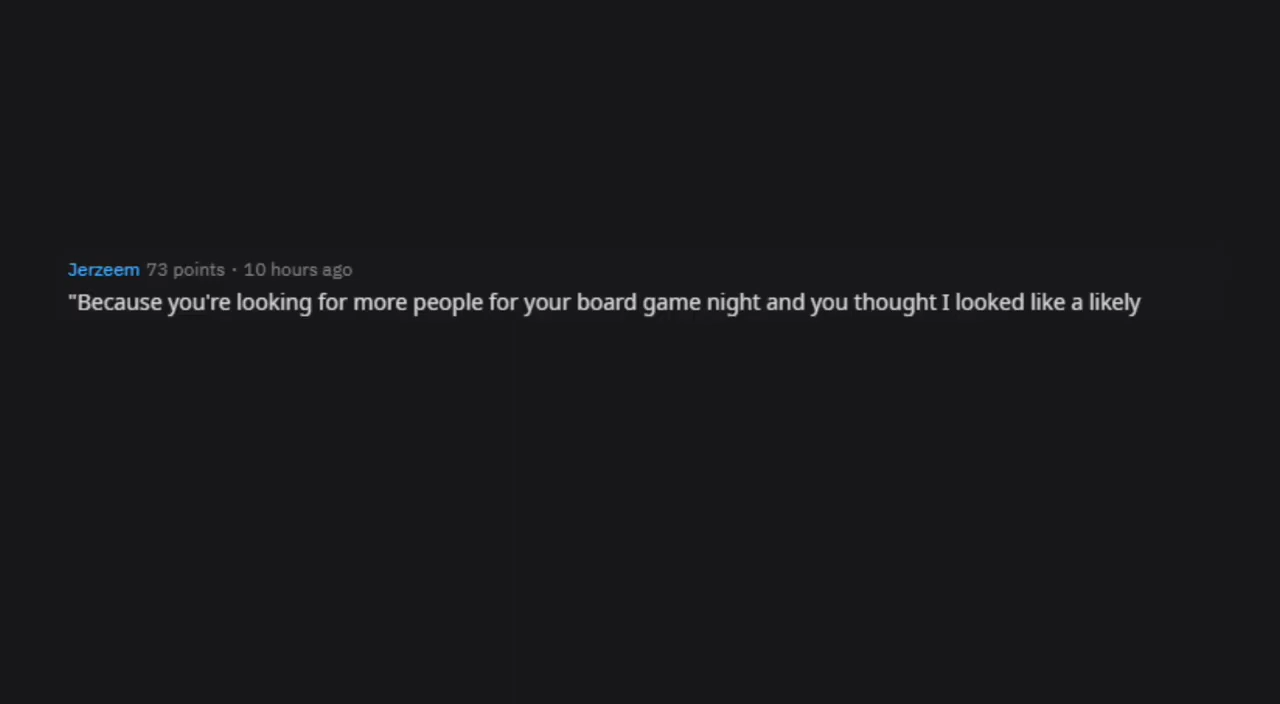 Jerzeem 73 points · 10 hours ago
"Because you're looking for more people for your board game night and you thought I looked like a likely